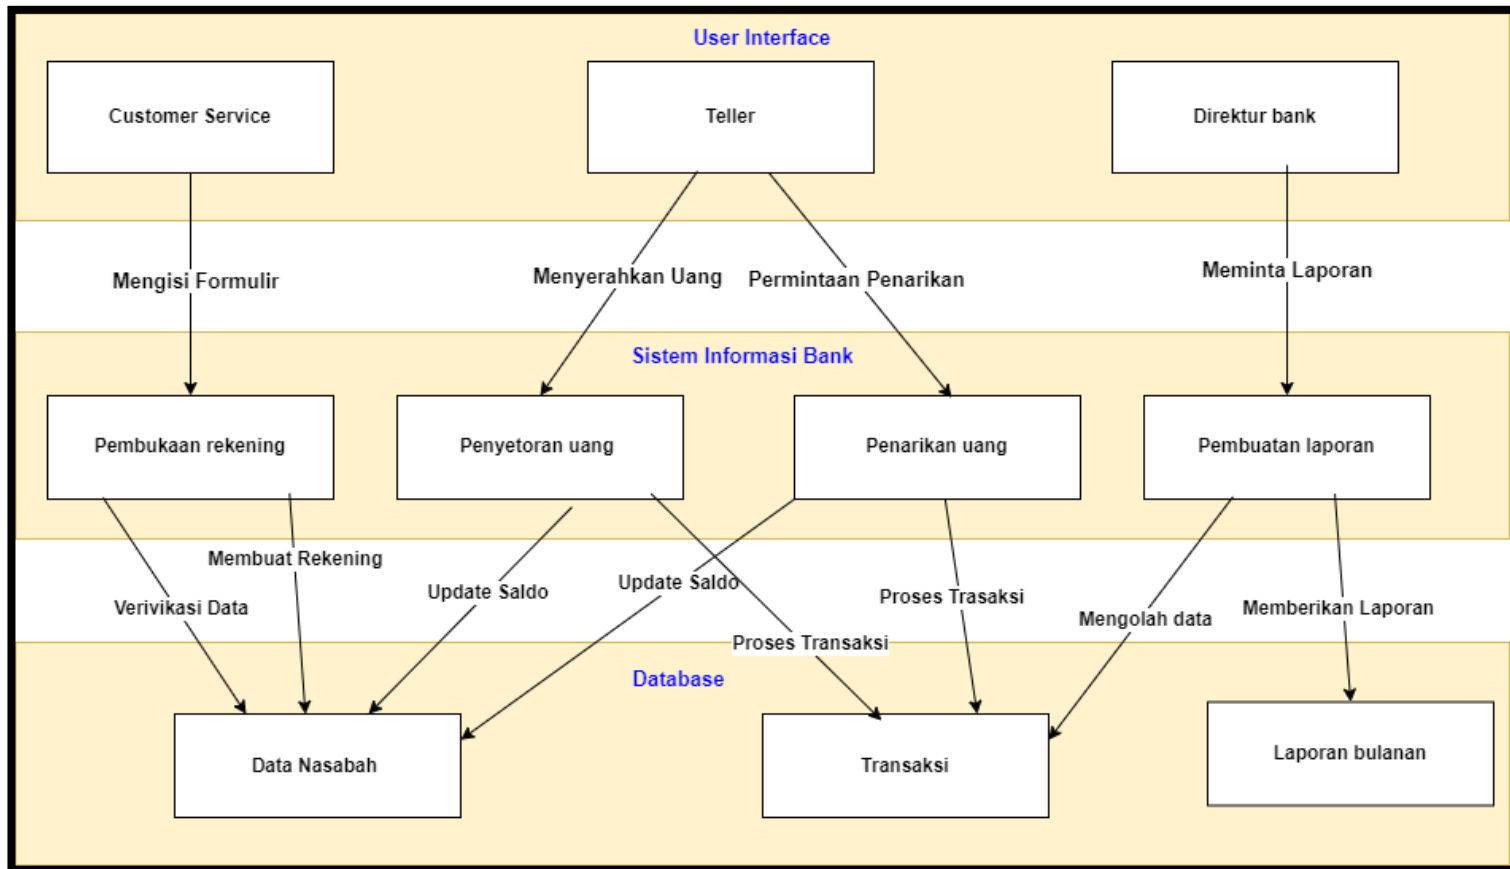 User Interface
Customer Service
Teller
Direktur bank
Mengisi Formulir
Menyerahkan Uang
Permintaan Penarikan
Meminta Laporan
Sistem Informasi Bank
Pembukaan rekening
Penyetoran uang
Penarikan uang
Pembuatan laporan
Membuat Rekening
Verivikasi Data
Update Saldo
Update Saldo
Proses Trasaksi
Mengolah data
Memberikan Laporan
Proses Transaksi
Database
Data Nasabah
Transaksi
Laporan bulanan